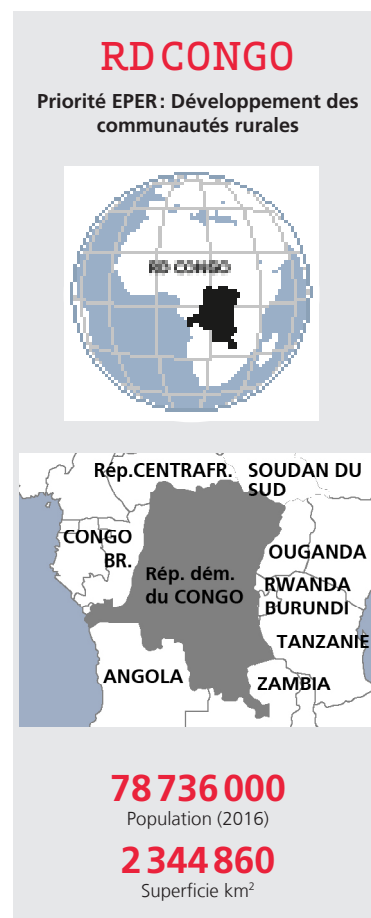 RD CONGO
Priorité EPER : Développement des
communautés rurales
RD CONGO
Rép.CENTRAFR.
SOUDAN DU
SUD
CONGO
BR.
OUGANDA
Rép. dém.
du CONGO
RWANDA
BURUNDI
TANZANIE
ANGOLA
ZAMBIA
78 736 000
Population (2016)
2 344 860
Superficie km²